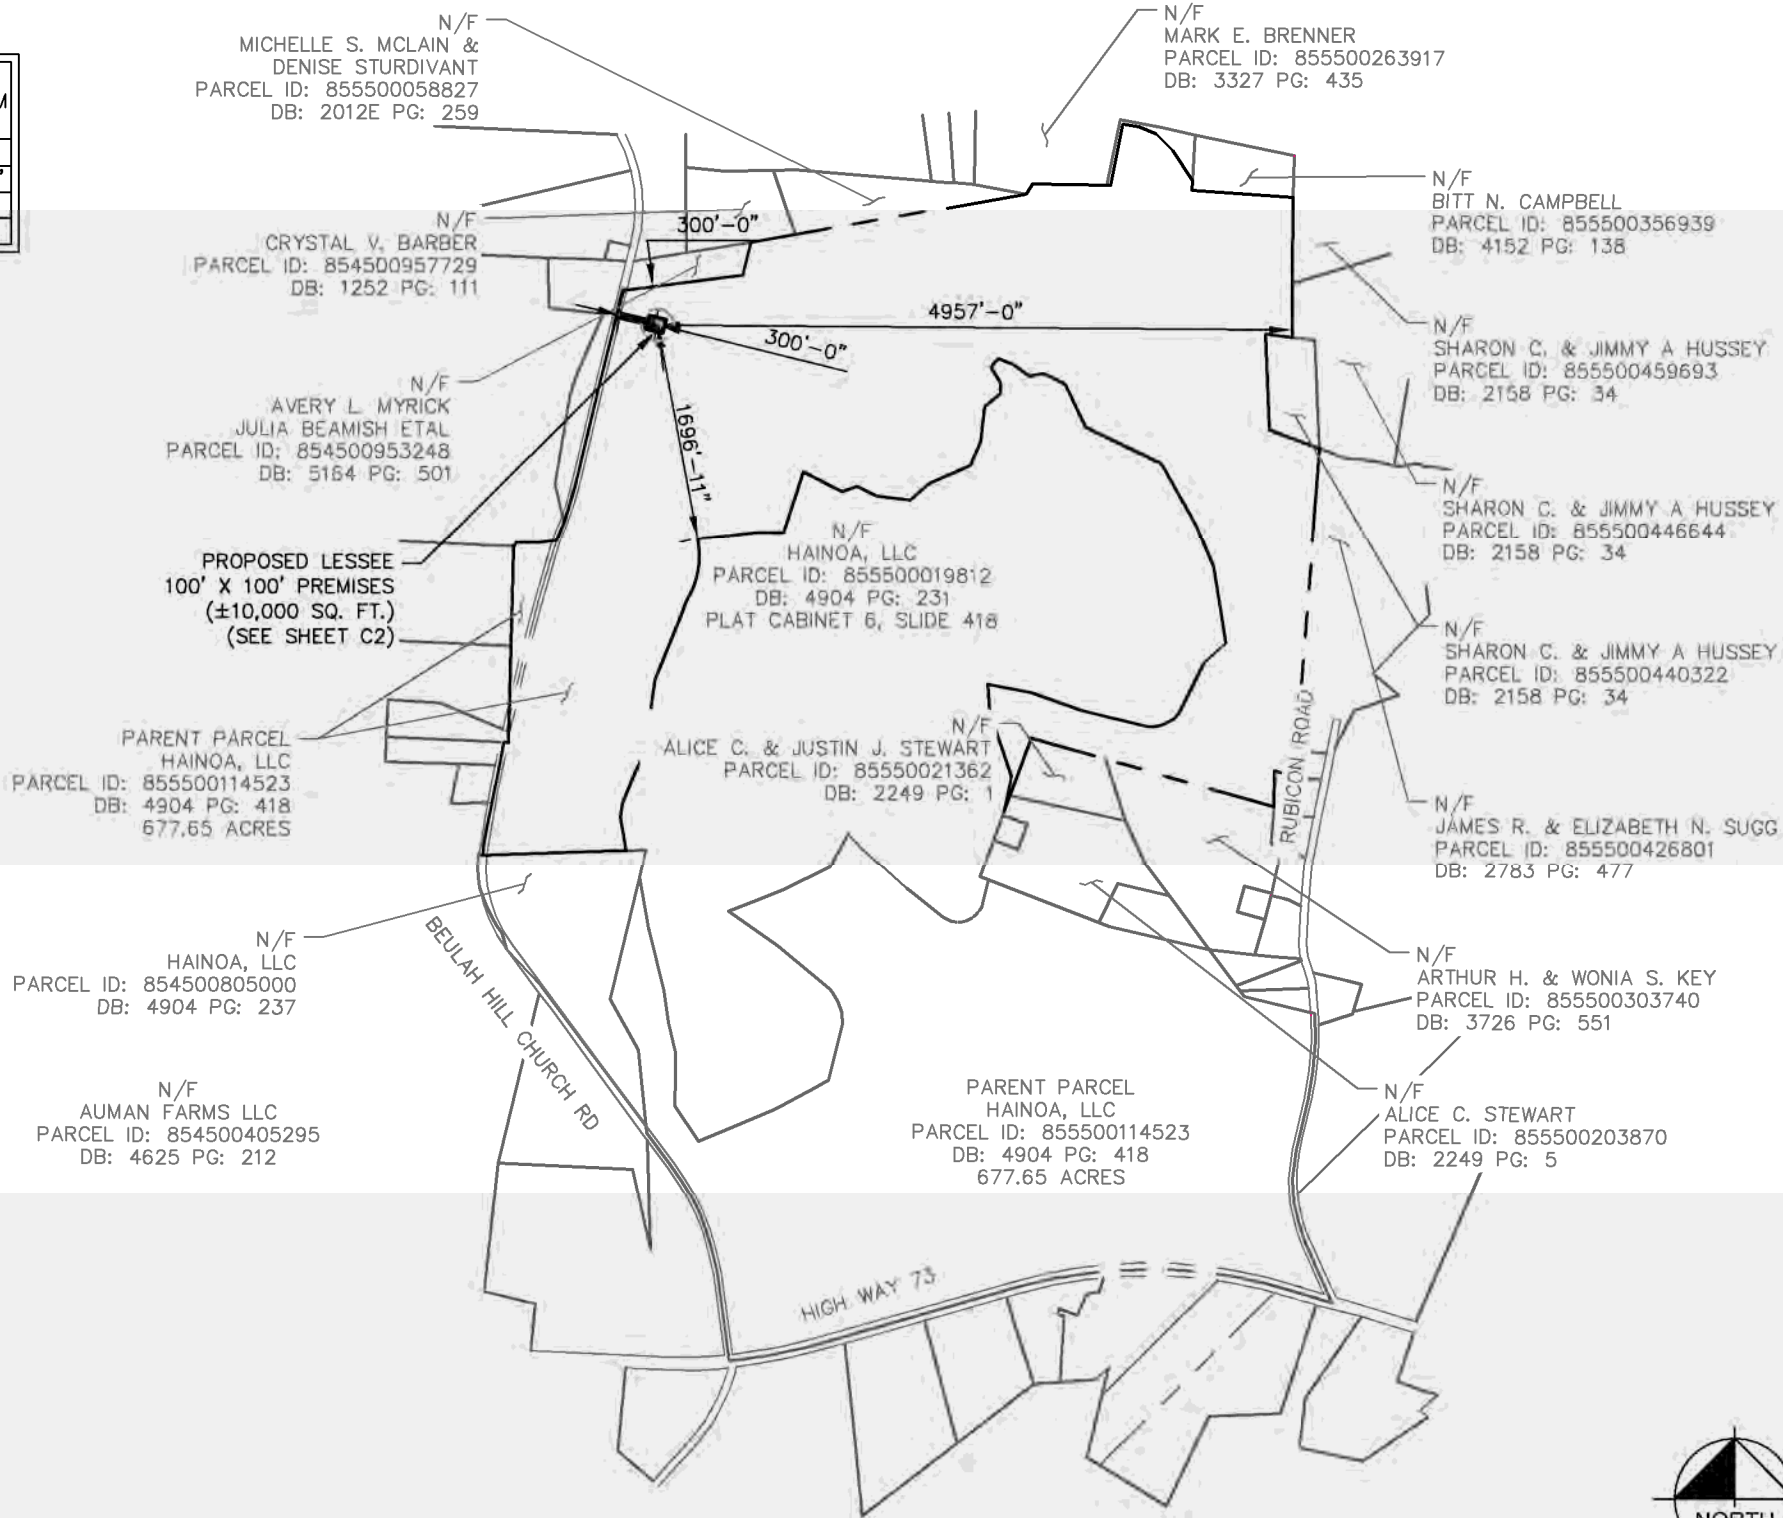 N/F
MICHELLE S. MCLAIN &
DENISE STURDIVANT
PARCEL ID: 855500058827
DB: 2012E PG: 259
N/F
MARK E. BRENNER
PARCEL ID: 855500263917
DB: 3327 PG: 435
M
N/F
BITT N. CAMPBELL
PARCEL ID: 855500356939
DB: 4152 PG: 138
N/F
CRYSTAL V. BARBER
PARCEL ID: 854500957729
DB: 1252 PG: 111
300'-0"
4957'-0"
300'-0"
1696'-11"
N/F
SHARON C. & JIMMY A HUSSEY
PARCEL ID: 855500459693
DB: 2158 PG: 34
N/F
AVERY L. MYRICK
JULIA BEAMISH ETAL
PARCEL ID: 854500953248
DB: 5164 PG: 501
N/F
SHARON C. & JIMMY A HUSSEY
PARCEL ID: 855500446644
DB: 2158 PG: 34
PROPOSED LESSEE
100' X 100' PREMISES
(±10,000 SQ. FT.)
(SEE SHEET C2)
N/F
HAINOA, LLC
PARCEL ID: 855500019812
DB: 4904 PG: 231
PLAT CABINET 6, SLIDE 418
N/F
SHARON C. & JIMMY A HUSSEY
PARCEL ID: 855500440322
DB: 2158 PG: 34
PARENT PARCEL
HAINOA, LLC
PARCEL ID: 855500114523
DB: 4904 PG: 418
677.65 ACRES
N/F
ALICE C. & JUSTIN J. STEWART
PARCEL ID: 85550021362
DB: 2249 PG: 1
RUBICON ROAD
N/F
JAMES R. & ELIZABETH N. SUGG
PARCEL ID: 855500426801
DB: 2783 PG: 477
N/F
HAINOA, LLC
PARCEL ID: 854500805000
DB: 4904 PG: 237
BEULAH HILL CHURCH RD
N/F
ARTHUR H. & WONIA S. KEY
PARCEL ID: 855500303740
DB: 3726 PG: 551
N/F
AUMAN FARMS LLC
PARCEL ID: 854500405295
DB: 4625 PG: 212
PARENT PARCEL
HAINOA, LLC
PARCEL ID: 855500114523
DB: 4904 PG: 418
677.65 ACRES
N/F
ALICE C. STEWART
PARCEL ID: 855500203870
DB: 2249 PG: 5
HIGH WAY 73
NORTH